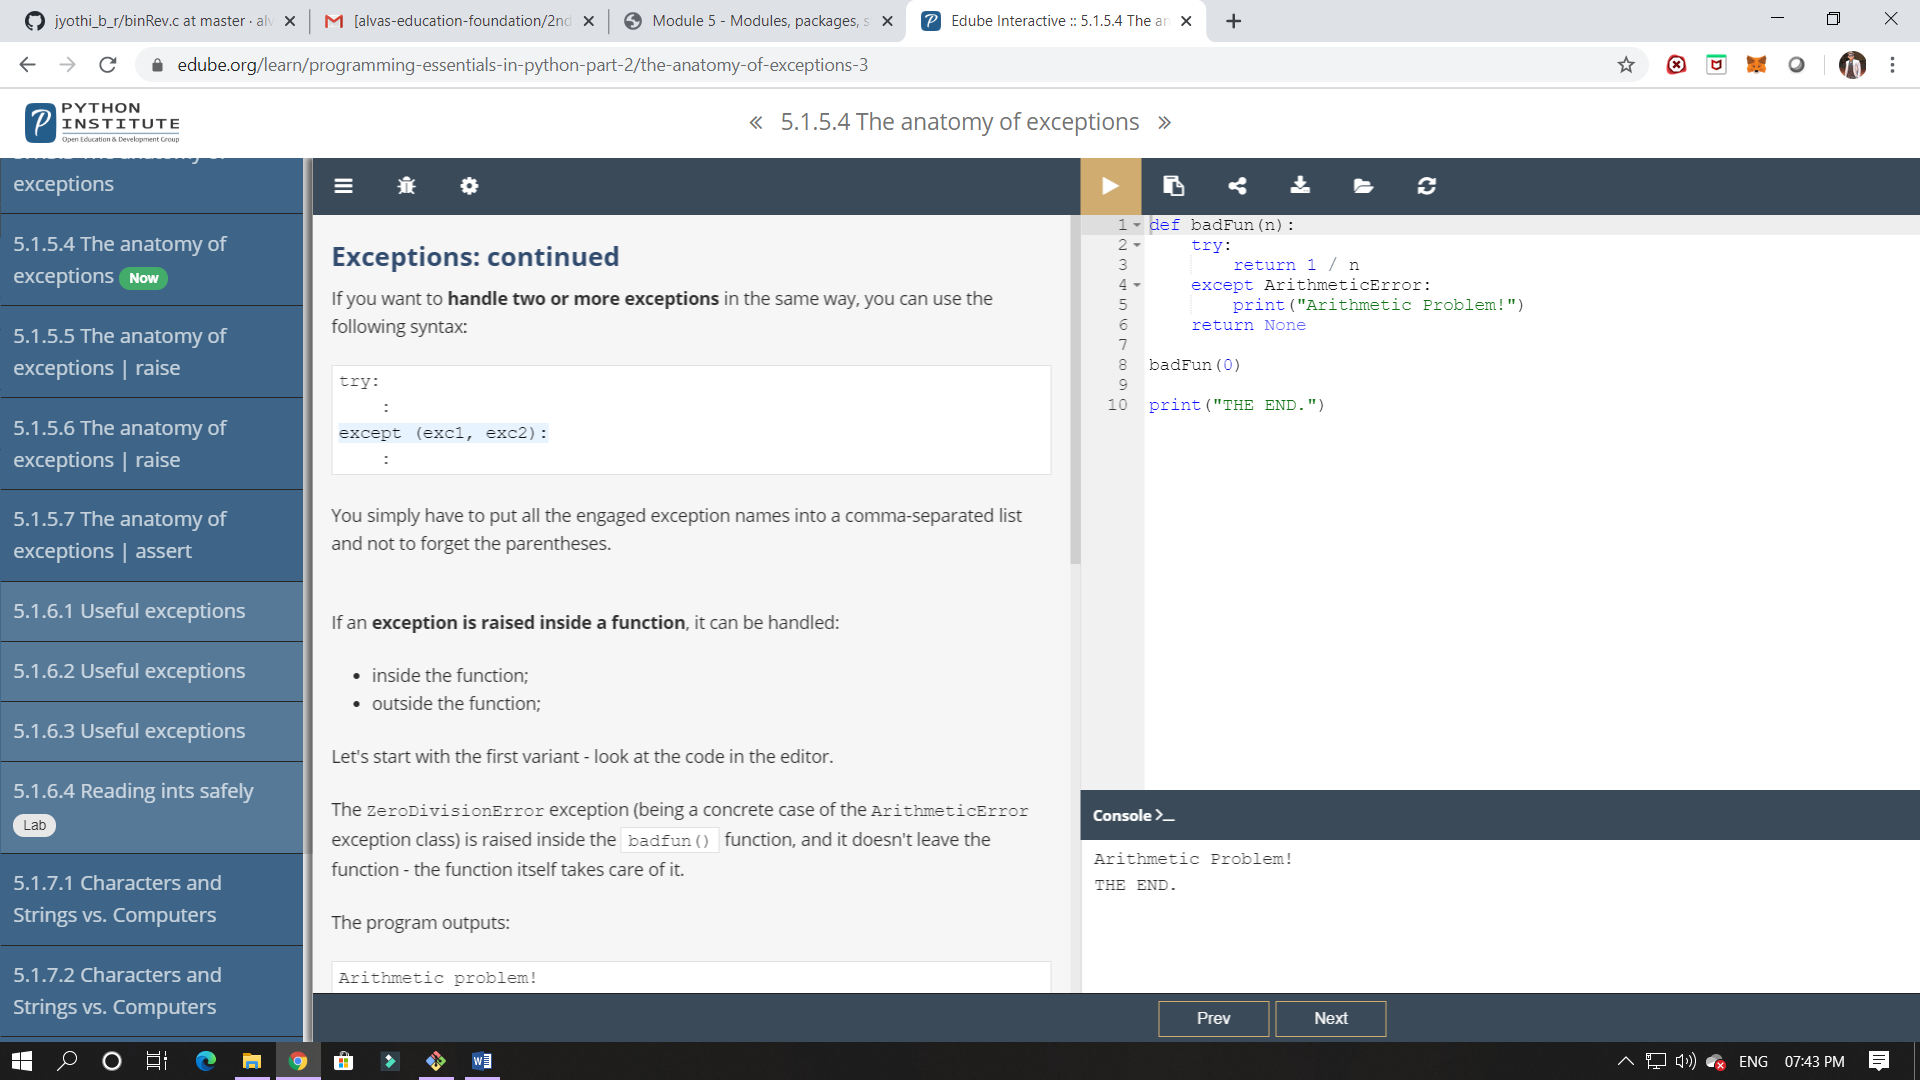 jyothi_b_r/binRev.c at master · alv
[alvas-education-foundation/2nd
Module 5 - Modules, packages, s
Edube Interactive :: 5.1.5.4 The an
edube.org/learn/programming-essentials-in-python-part-2/the-anatomy-of-exceptions-3
PYTHON
INSTITUTE
Open Education & Development Group
« 5.1.5.4 The anatomy of exceptions »
exceptions
5.1.5.4 The anatomy of
exceptions Now
5.1.5.5 The anatomy of
exceptions | raise
5.1.5.6 The anatomy of
exceptions | raise
5.1.5.7 The anatomy of
exceptions | assert
5.1.6.1 Useful exceptions
5.1.6.2 Useful exceptions
5.1.6.3 Useful exceptions
5.1.6.4 Reading ints safely
Lab
5.1.7.1 Characters and
Strings vs. Computers
5.1.7.2 Characters and
Strings vs. Computers
Exceptions: continued
If you want to handle two or more exceptions in the same way, you can use the
following syntax:
try:
:
except (exc1, exc2):
:
You simply have to put all the engaged exception names into a comma-separated list
and not to forget the parentheses.
If an exception is raised inside a function, it can be handled:
• inside the function;
• outside the function;
Let's start with the first variant - look at the code in the editor.
The ZeroDivisionError exception (being a concrete case of the ArithmeticError
exception class) is raised inside the badfun() function, and it doesn't leave the
function - the function itself takes care of it.
The program outputs:
Arithmetic problem!
1 def badFun(n):
2 try:
3 return 1 / n
4 except ArithmeticError:
5 print("Arithmetic Problem!")
6 return None
7
8 badFun(0)
9
10 print("THE END.")
Console >_
Arithmetic Problem!
THE END.
Prev
Next
ENG
07:43 PM